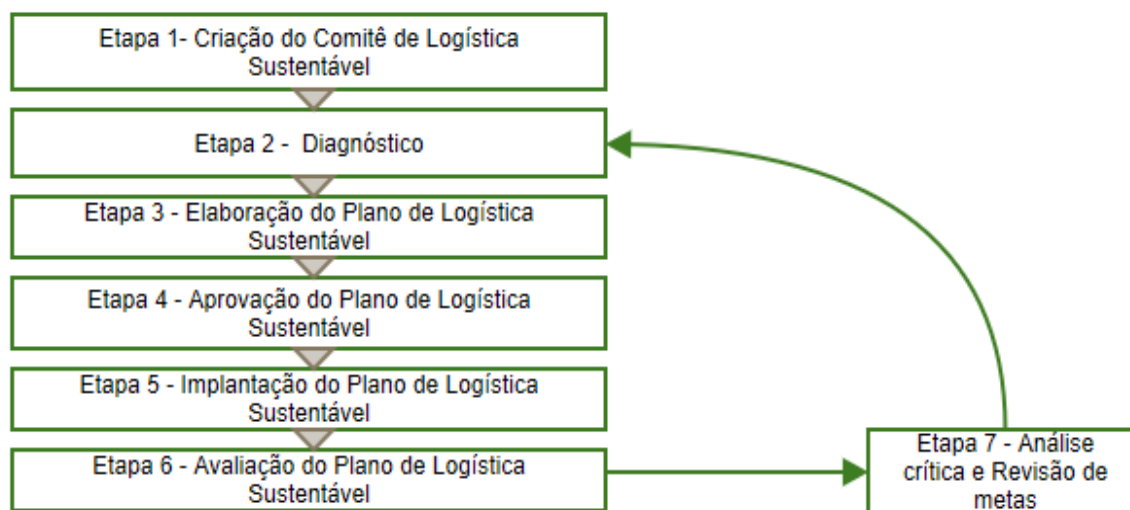 Etapa 1- Criação do Comitê de Logística
Sustentável
Etapa 2 -  Diagnóstico
Etapa 3 - Elaboração do Plano de Logística
Sustentável
Etapa 4 - Aprovação do Plano de Logística
Sustentável
Etapa 5 - Implantação do Plano de Logística
Sustentável
Etapa 6 - Avaliação do Plano de Logística
Sustentável
Etapa 7 - Análise
crítica e Revisão de
metas